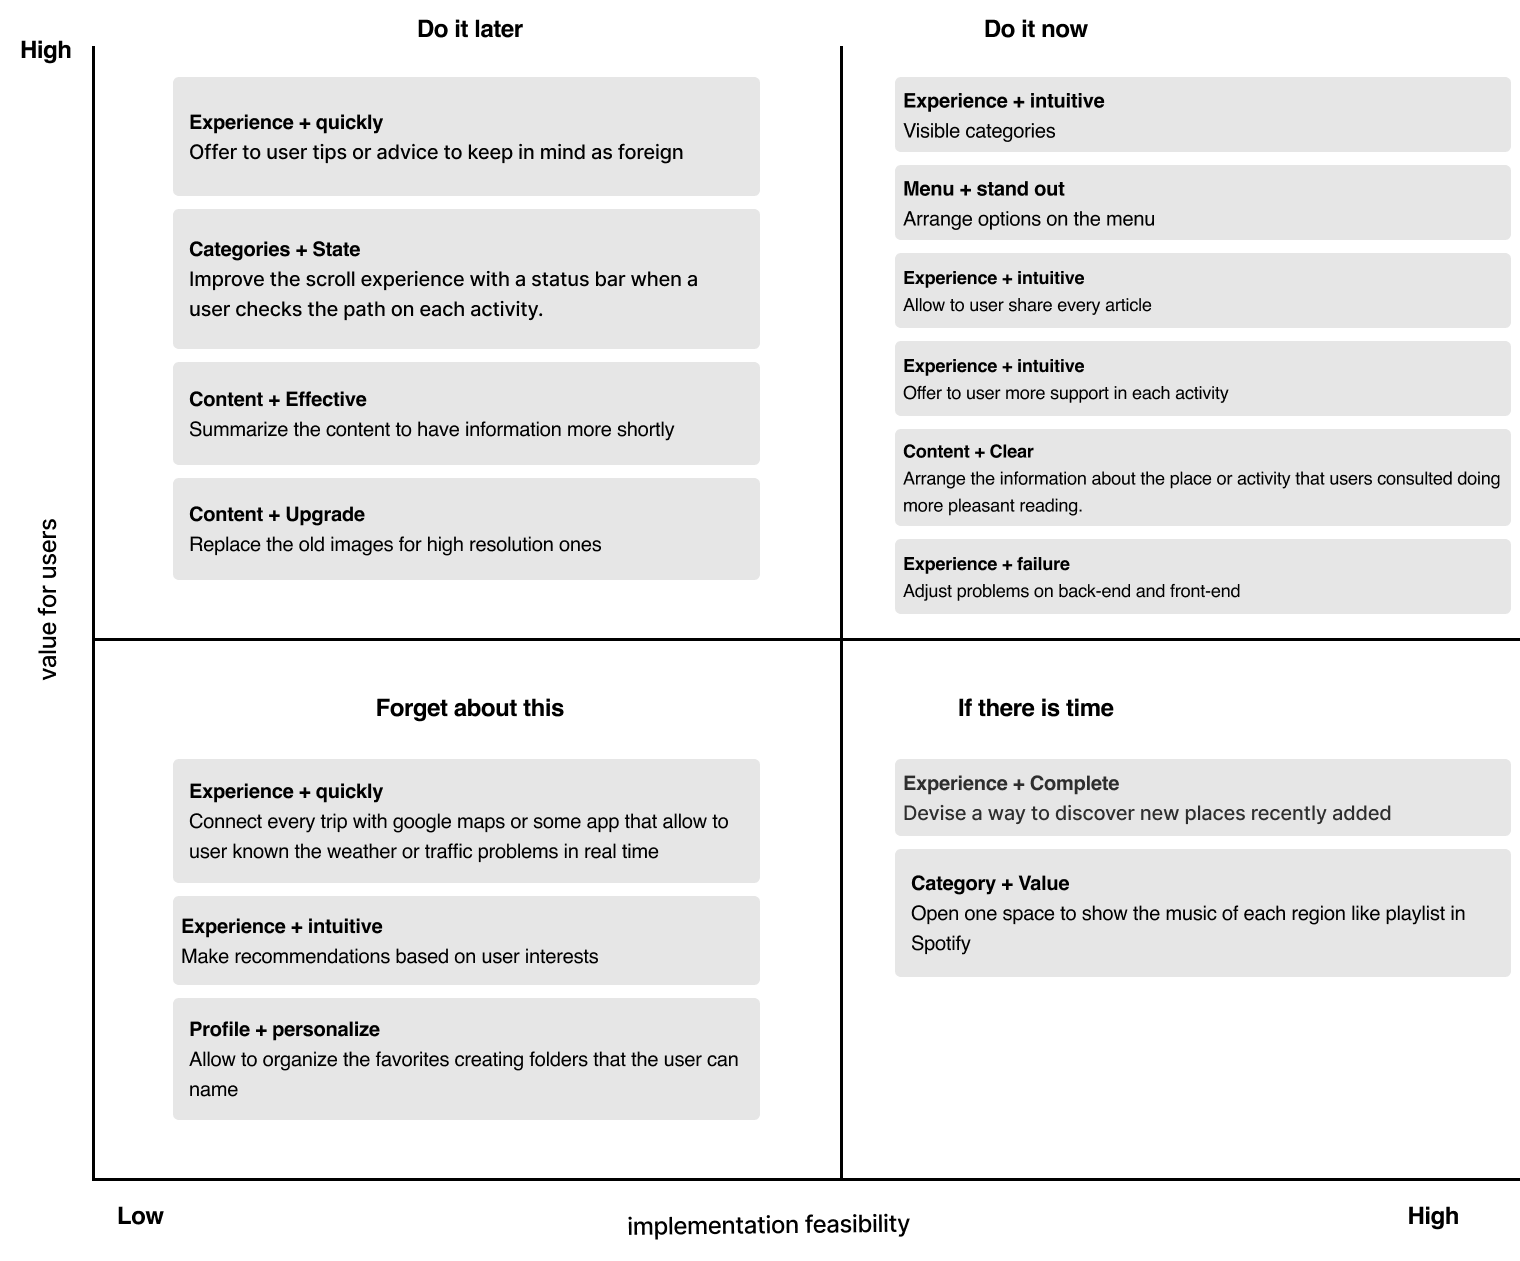 High
Do it later
Experience + quickly
Offer to user tips or advice to keep in mind as foreign
Categories + State
Improve the scroll experience with a status bar when a
user checks the path on each activity.
Content + Effective
Summarize the content to have information more shortly
Content + Upgrade
Replace the old images for high resolution ones
Do it now
Experience + intuitive
Visible categories
Menu + stand out
Arrange options on the menu
Experience + intuitive
Allow to user share every article
Experience + intuitive
Offer to user more support in each activity
Content + Clear
Arrange the information about the place or activity that users consulted doing
more pleasant reading.
Experience + failure
Adjust problems on back-end and front-end
value for users
Forget about this
Experience + quickly
Connect every trip with google maps or some app that allow to
user known the weather or traffic problems in real time
Experience + intuitive
Make recommendations based on user interests
Profile + personalize
Allow to organize the favorites creating folders that the user can
name
If there is time
Experience + Complete
Devise a way to discover new places recently added
Category + Value
Open one space to show the music of each region like playlist in
Spotify
Low
implementation feasibility
High